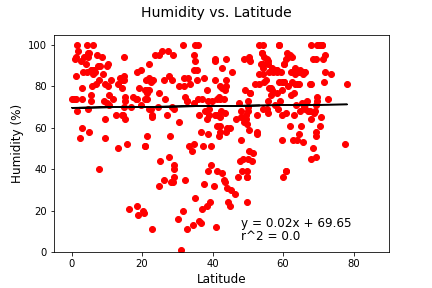 Humidity vs. Latitude
100
80
60
40
20
0
Humidity (%)
y = 0.02x + 69.65
r^2 = 0.0
0 20 40 60 80
Latitude